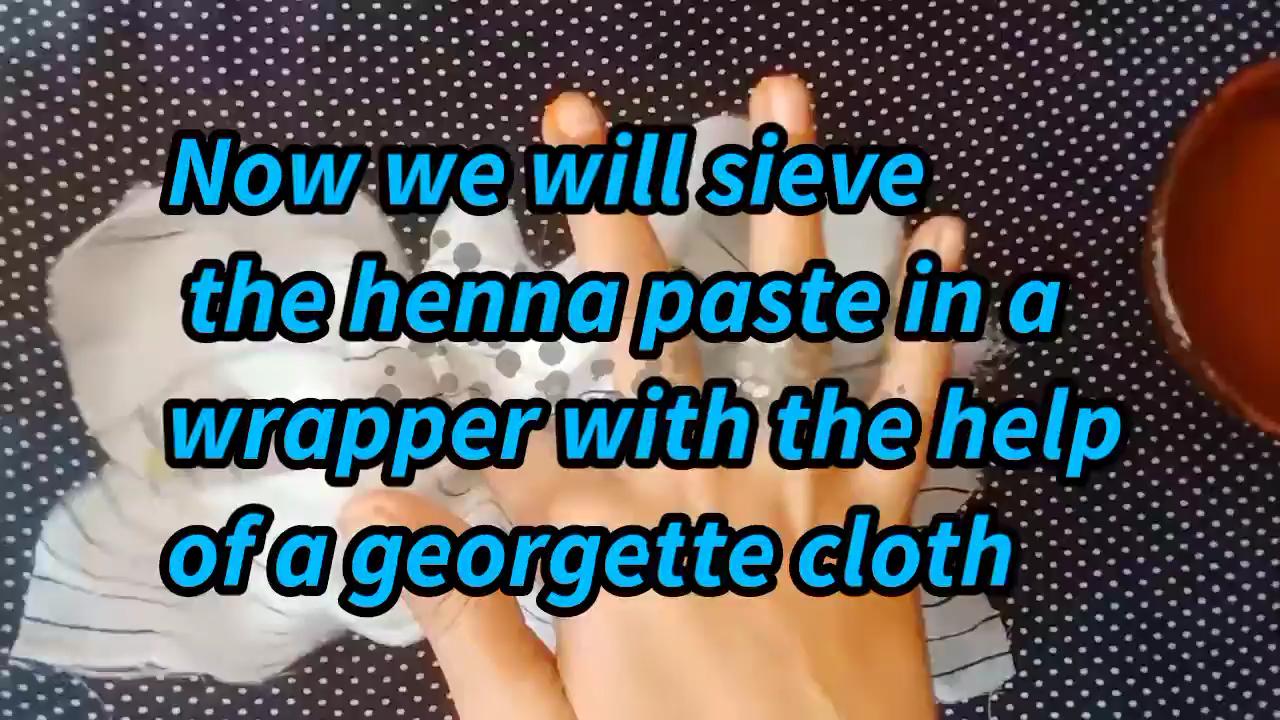 Now we will sieve
the henna paste in a
wrapper with the help
of a georgette cloth